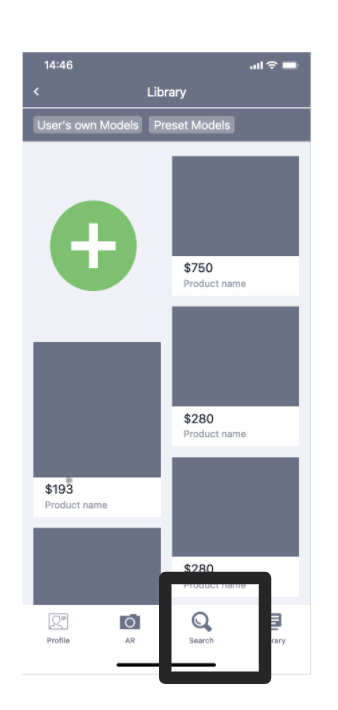 14:46
Library
User's own Models Preset Models
$750
Product name
$280
Product name
$193
Product name
$280
Product name
Profile AR Search rary